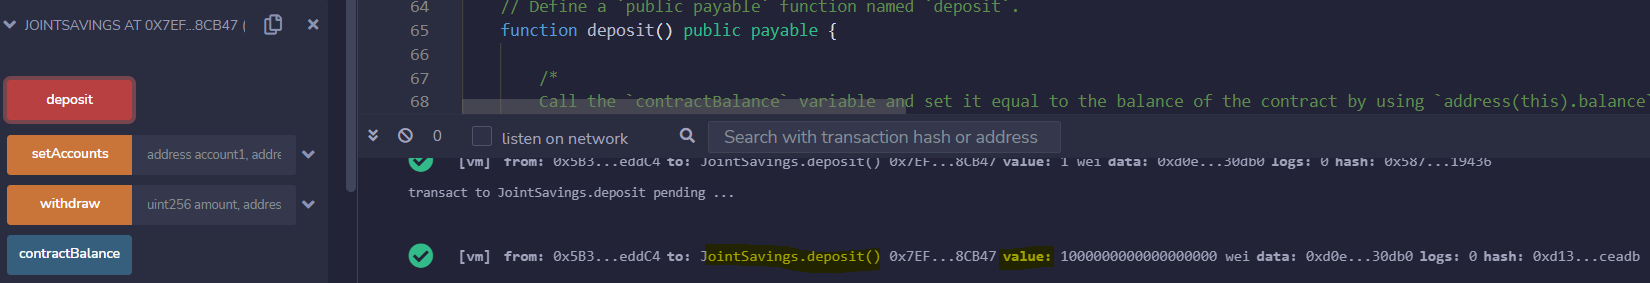 JOINTSAVINGS AT 0X7EF...8CB47 (
deposit
setAccounts address account1, addre
withdraw uint256 amount, addres
contractBalance
64 // Define a `public payable` function named `deposit`.
65 function deposit() public payable {
66
67 /*
68 Call the `contractBalance` variable and set it equal to the balance of the contract by using `address(this).balance`
0 listen on network Search with transaction hash or address
[vm] from: 0x5B3...eddC4 to: JointSavings.deposit() 0x7EF...8CB47 value: 1 wei data: 0xd0e...30db0 logs: 0 hash: 0x587...19436
transact to JointSavings.deposit pending ...
[vm] from: 0x5B3...eddC4 to: JointSavings.deposit() 0x7EF...8CB47 value: 1000000000000000000 wei data: 0xd0e...30db0 logs: 0 hash: 0xd13...ceadb